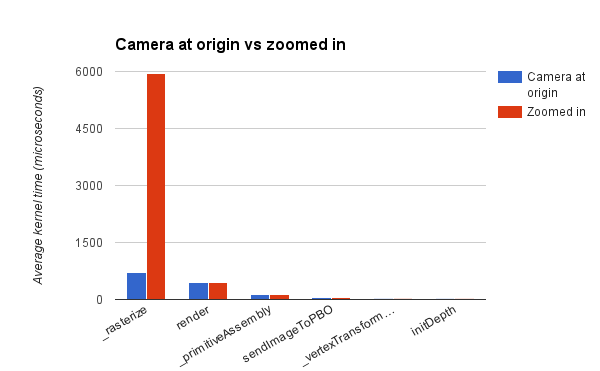 Camera at origin vs zoomed in
Average kernel time (microseconds)
6000
4500
3000
1500
0
_rasterize
render
_primitiveAssembly
sendImageToPBO
_vertexTransform…
initDepth
Camera at
origin
Zoomed in